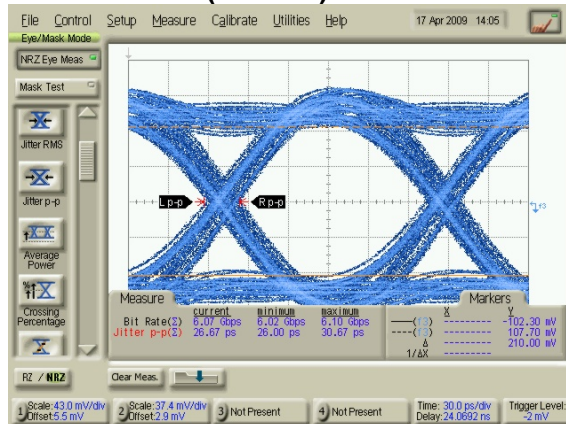 File Control Setup Measure Calibrate Utilities Help 17 Apr 2009 14:05
Eye/Mask Mode
NRZ Eye Meas
Mask Test
Jitter RMS
Jitter p-p
Average
Power
Crossing
Percentage
L p-p R p-p
f3
Measure
current minimum maximum
Bit Rate(Σ) 6.07 Gbps 6.02 Gbps 6.10 Gbps
Jitter p-p(Σ) 26.67 ps 26.00 ps 30.67 ps
Markers
X Y
——(f3) -------- -102.30 mV
----(f3) -------- 107.70 mV
Δ -------- 210.00 mV
1/ΔX --------
RZ / NRZ
Clear Meas.
1 Scale:43.0 mV/div
Offset:5.5 mV
2 Scale:37.4 mV/div
Offset:2.9 mV
3 Not Present
4 Not Present
Time: 30.0 ps/div
Delay:24.0692 ns
Trigger Level:
-2 mV